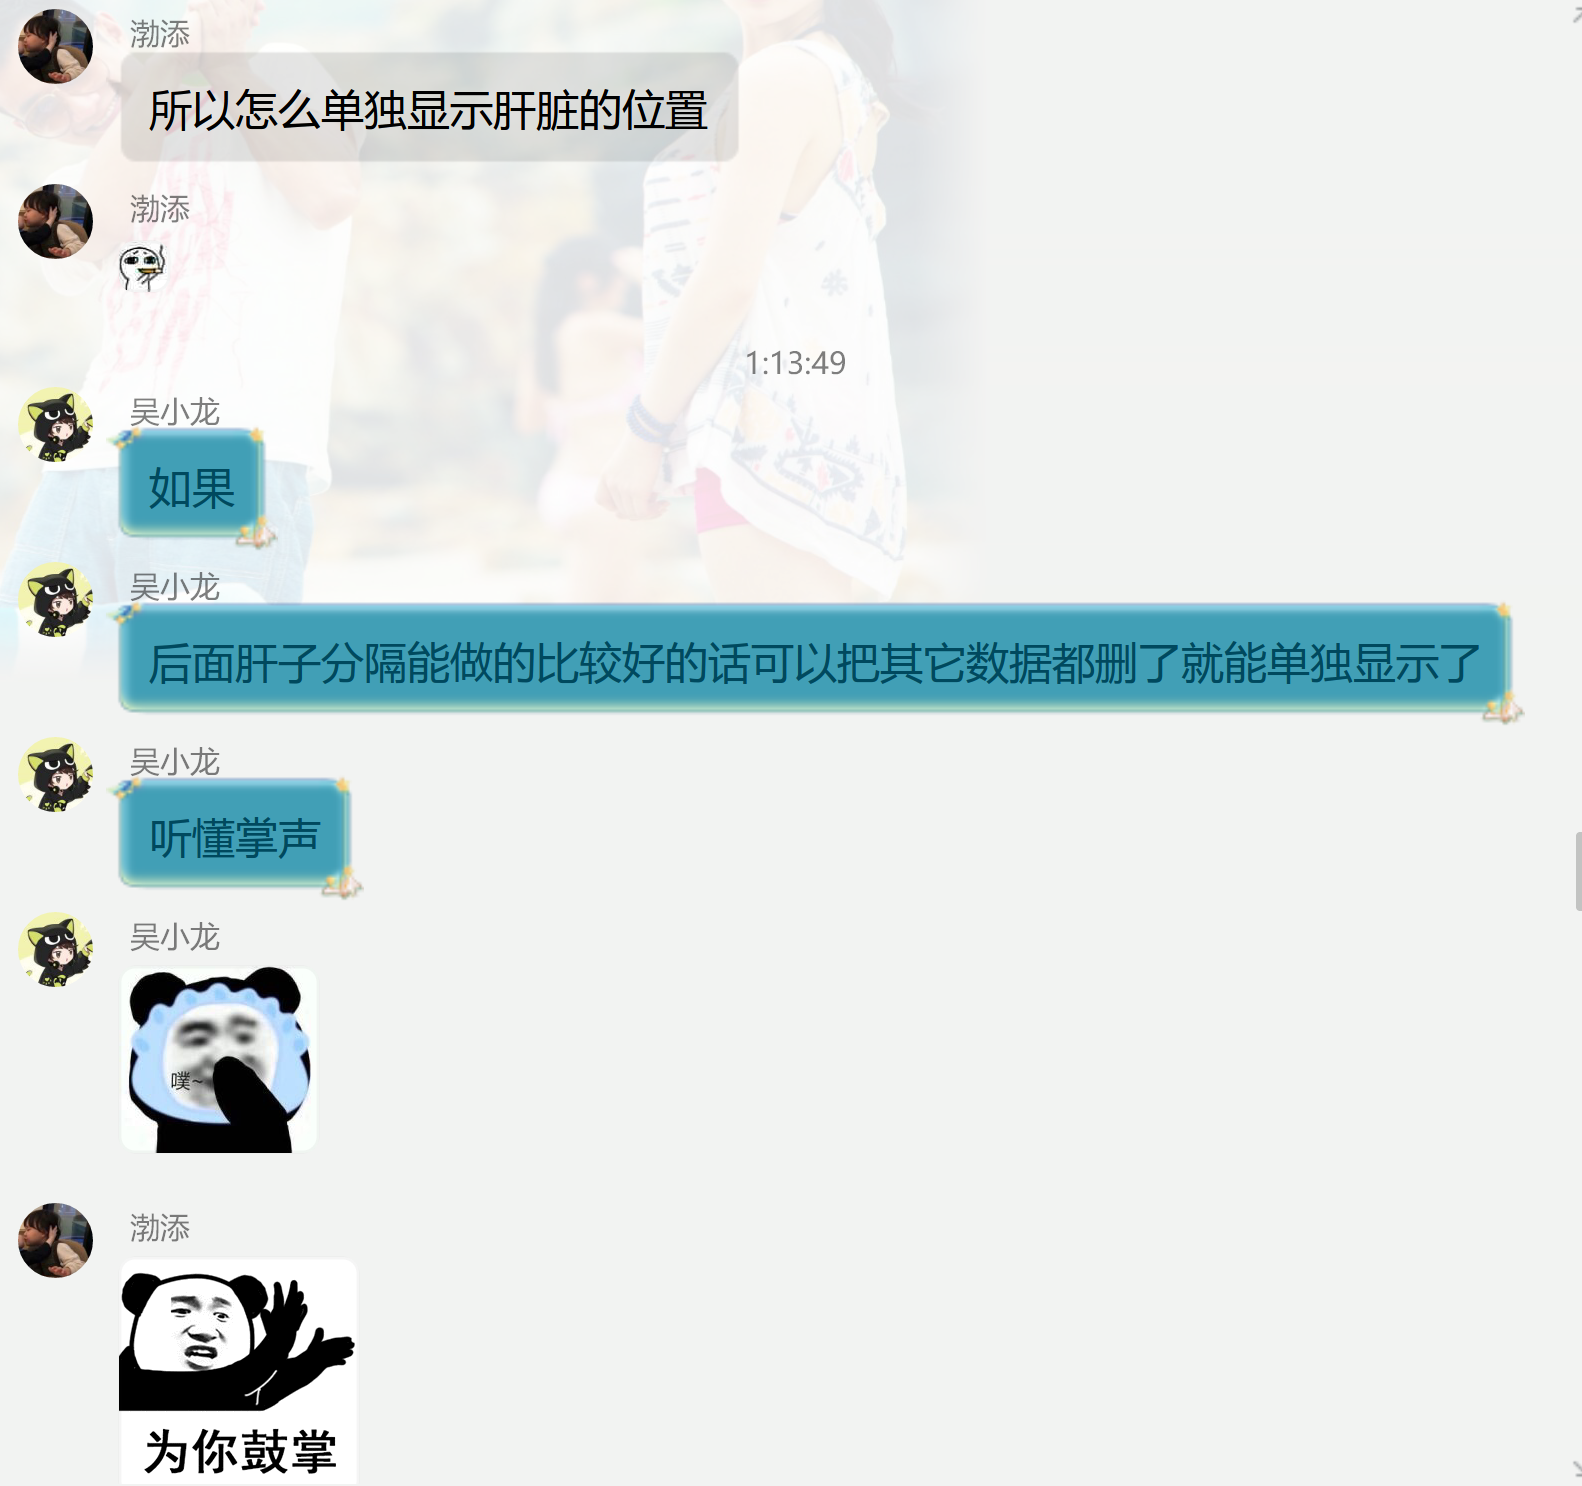 渤添
所以怎么单独显示肝脏的位置
渤添
1:13:49
吴小龙
如果
吴小龙
后面肝子分隔能做的比较好的话可以把其它数据都删了就能单独显示了
吴小龙
听懂掌声
吴小龙
噗~
渤添
为你鼓掌